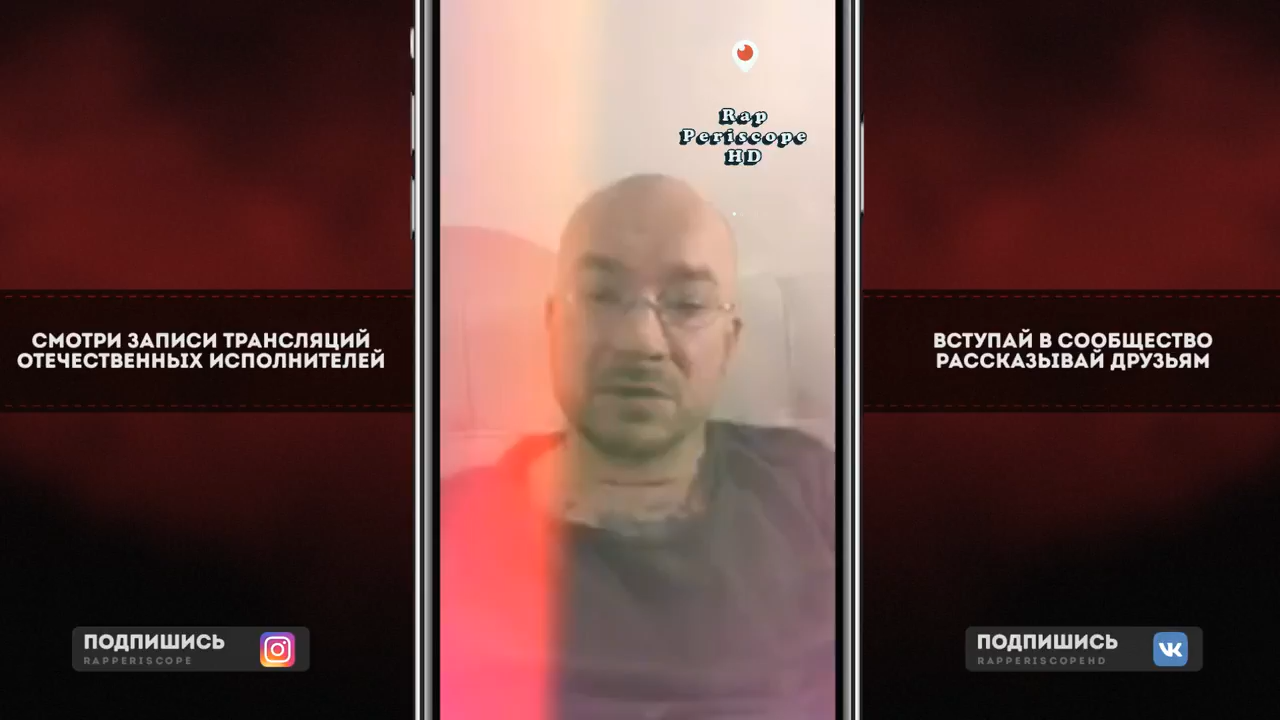 Rap
Periscope
HD
СМОТРИ ЗАПИСИ ТРАНСЛЯЦИЙ
ОТЕЧЕСТВЕННЫХ ИСПОЛНИТЕЛЕЙ
ВСТУПАЙ В СООБЩЕСТВО
РАССКАЗЫВАЙ ДРУЗЬЯМ
ПОДПИШИСЬ
RAPPERISCOPE
ПОДПИШИСЬ
RAPPERISCOPEHD